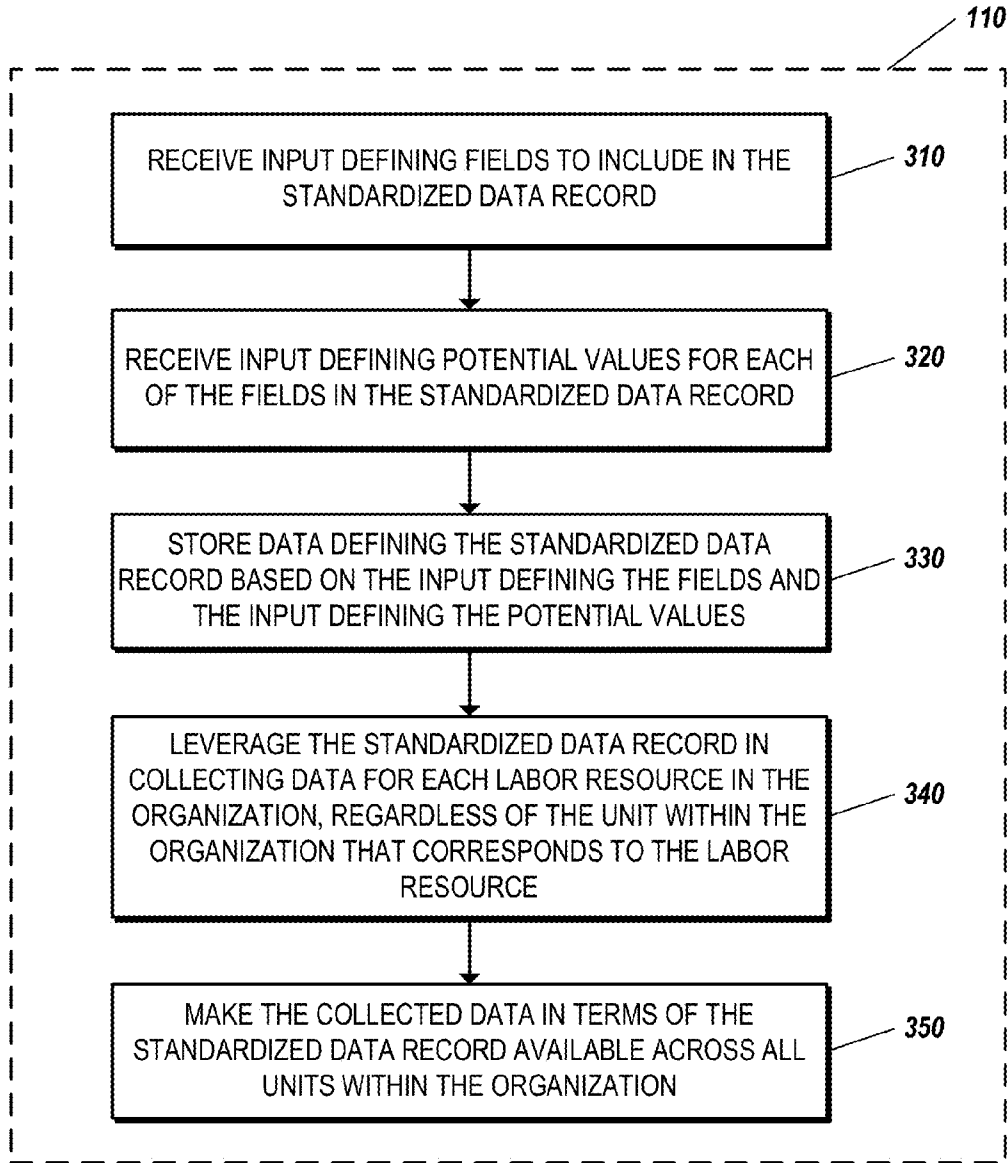 110
RECEIVE INPUT DEFINING FIELDS TO INCLUDE IN THE
STANDARDIZED DATA RECORD
310
RECEIVE INPUT DEFINING POTENTIAL VALUES FOR EACH
OF THE FIELDS IN THE STANDARDIZED DATA RECORD
320
STORE DATA DEFINING THE STANDARDIZED DATA
RECORD BASED ON THE INPUT DEFINING THE FIELDS AND
THE INPUT DEFINING THE POTENTIAL VALUES
330
LEVERAGE THE STANDARDIZED DATA RECORD IN
COLLECTING DATA FOR EACH LABOR RESOURCE IN THE
ORGANIZATION, REGARDLESS OF THE UNIT WITHIN THE
ORGANIZATION THAT CORRESPONDS TO THE LABOR
RESOURCE
340
MAKE THE COLLECTED DATA IN TERMS OF THE
STANDARDIZED DATA RECORD AVAILABLE ACROSS ALL
UNITS WITHIN THE ORGANIZATION
350